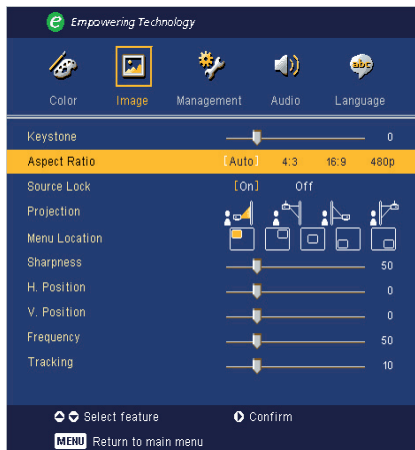 e Empowering Technology
abc
Color Image Management Audio Language
Keystone 0
Aspect Ratio [Auto] 4:3 16:9 480p
Source Lock [On] Off
Projection
Menu Location
Sharpness 50
H. Position 0
V. Position 0
Frequency 50
Tracking 10
Select feature Confirm
MENU Return to main menu